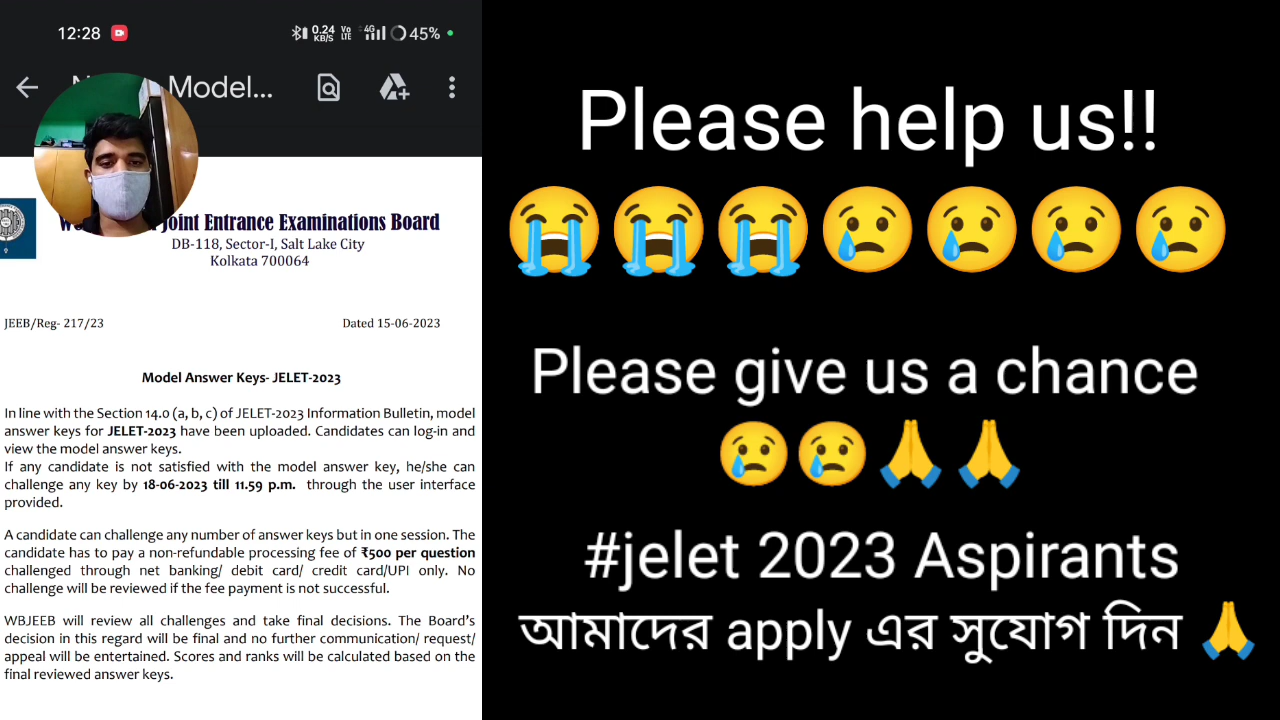 12:28 0.24 KB/S Vo LTE 4G 45%
Model...
Joint Entrance Examinations Board
DB-118, Sector-I, Salt Lake City
Kolkata 700064
JEEB/Reg- 217/23 Dated 15-06-2023
Model Answer Keys- JELET-2023
In line with the Section 14.0 (a, b, c) of JELET-2023 Information Bulletin, model
answer keys for JELET-2023 have been uploaded. Candidates can log-in and
view the model answer keys.
If any candidate is not satisfied with the model answer key, he/she can
challenge any key by 18-06-2023 till 11.59 p.m. through the user interface
provided.
A candidate can challenge any number of answer keys but in one session. The
candidate has to pay a non-refundable processing fee of ₹500 per question
challenged through net banking/ debit card/ credit card/UPI only. No
challenge will be reviewed if the fee payment is not successful.
WBJEEB will review all challenges and take final decisions. The Board's
decision in this regard will be final and no further communication/ request/
appeal will be entertained. Scores and ranks will be calculated based on the
final reviewed answer keys.
Please help us!!
😭😭😭😢😢😢😢
Please give us a chance
😢😢🙏🙏
#jelet 2023 Aspirants
আমাদের apply এর সুযোগ দিন 🙏